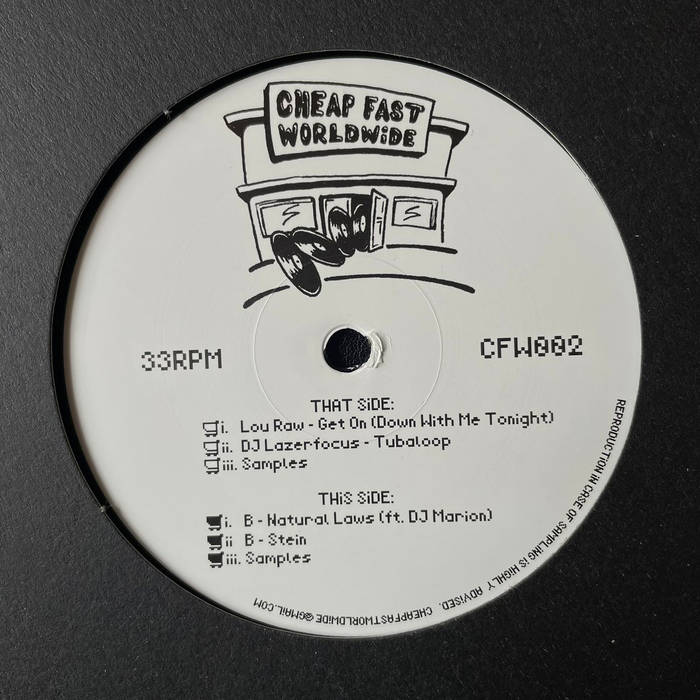 CHEAP FAST
WORLDWiDE
33RPM
CFW002
THAT SiDE:
i. Lou Raw - Get On (Down With Me Tonight)
ii. DJ Lazerfocus - Tubaloop
iii. Samples
THiS SiDE:
i. B - Natural Laws (ft. DJ Marion)
ii B - Stein
iii. Samples
REPRODUCTiON iN CASE OF SAMPLiNG iS HiGHLY ADViSED. CHEAPFASTWORLDWiDE@GMAiL.COM